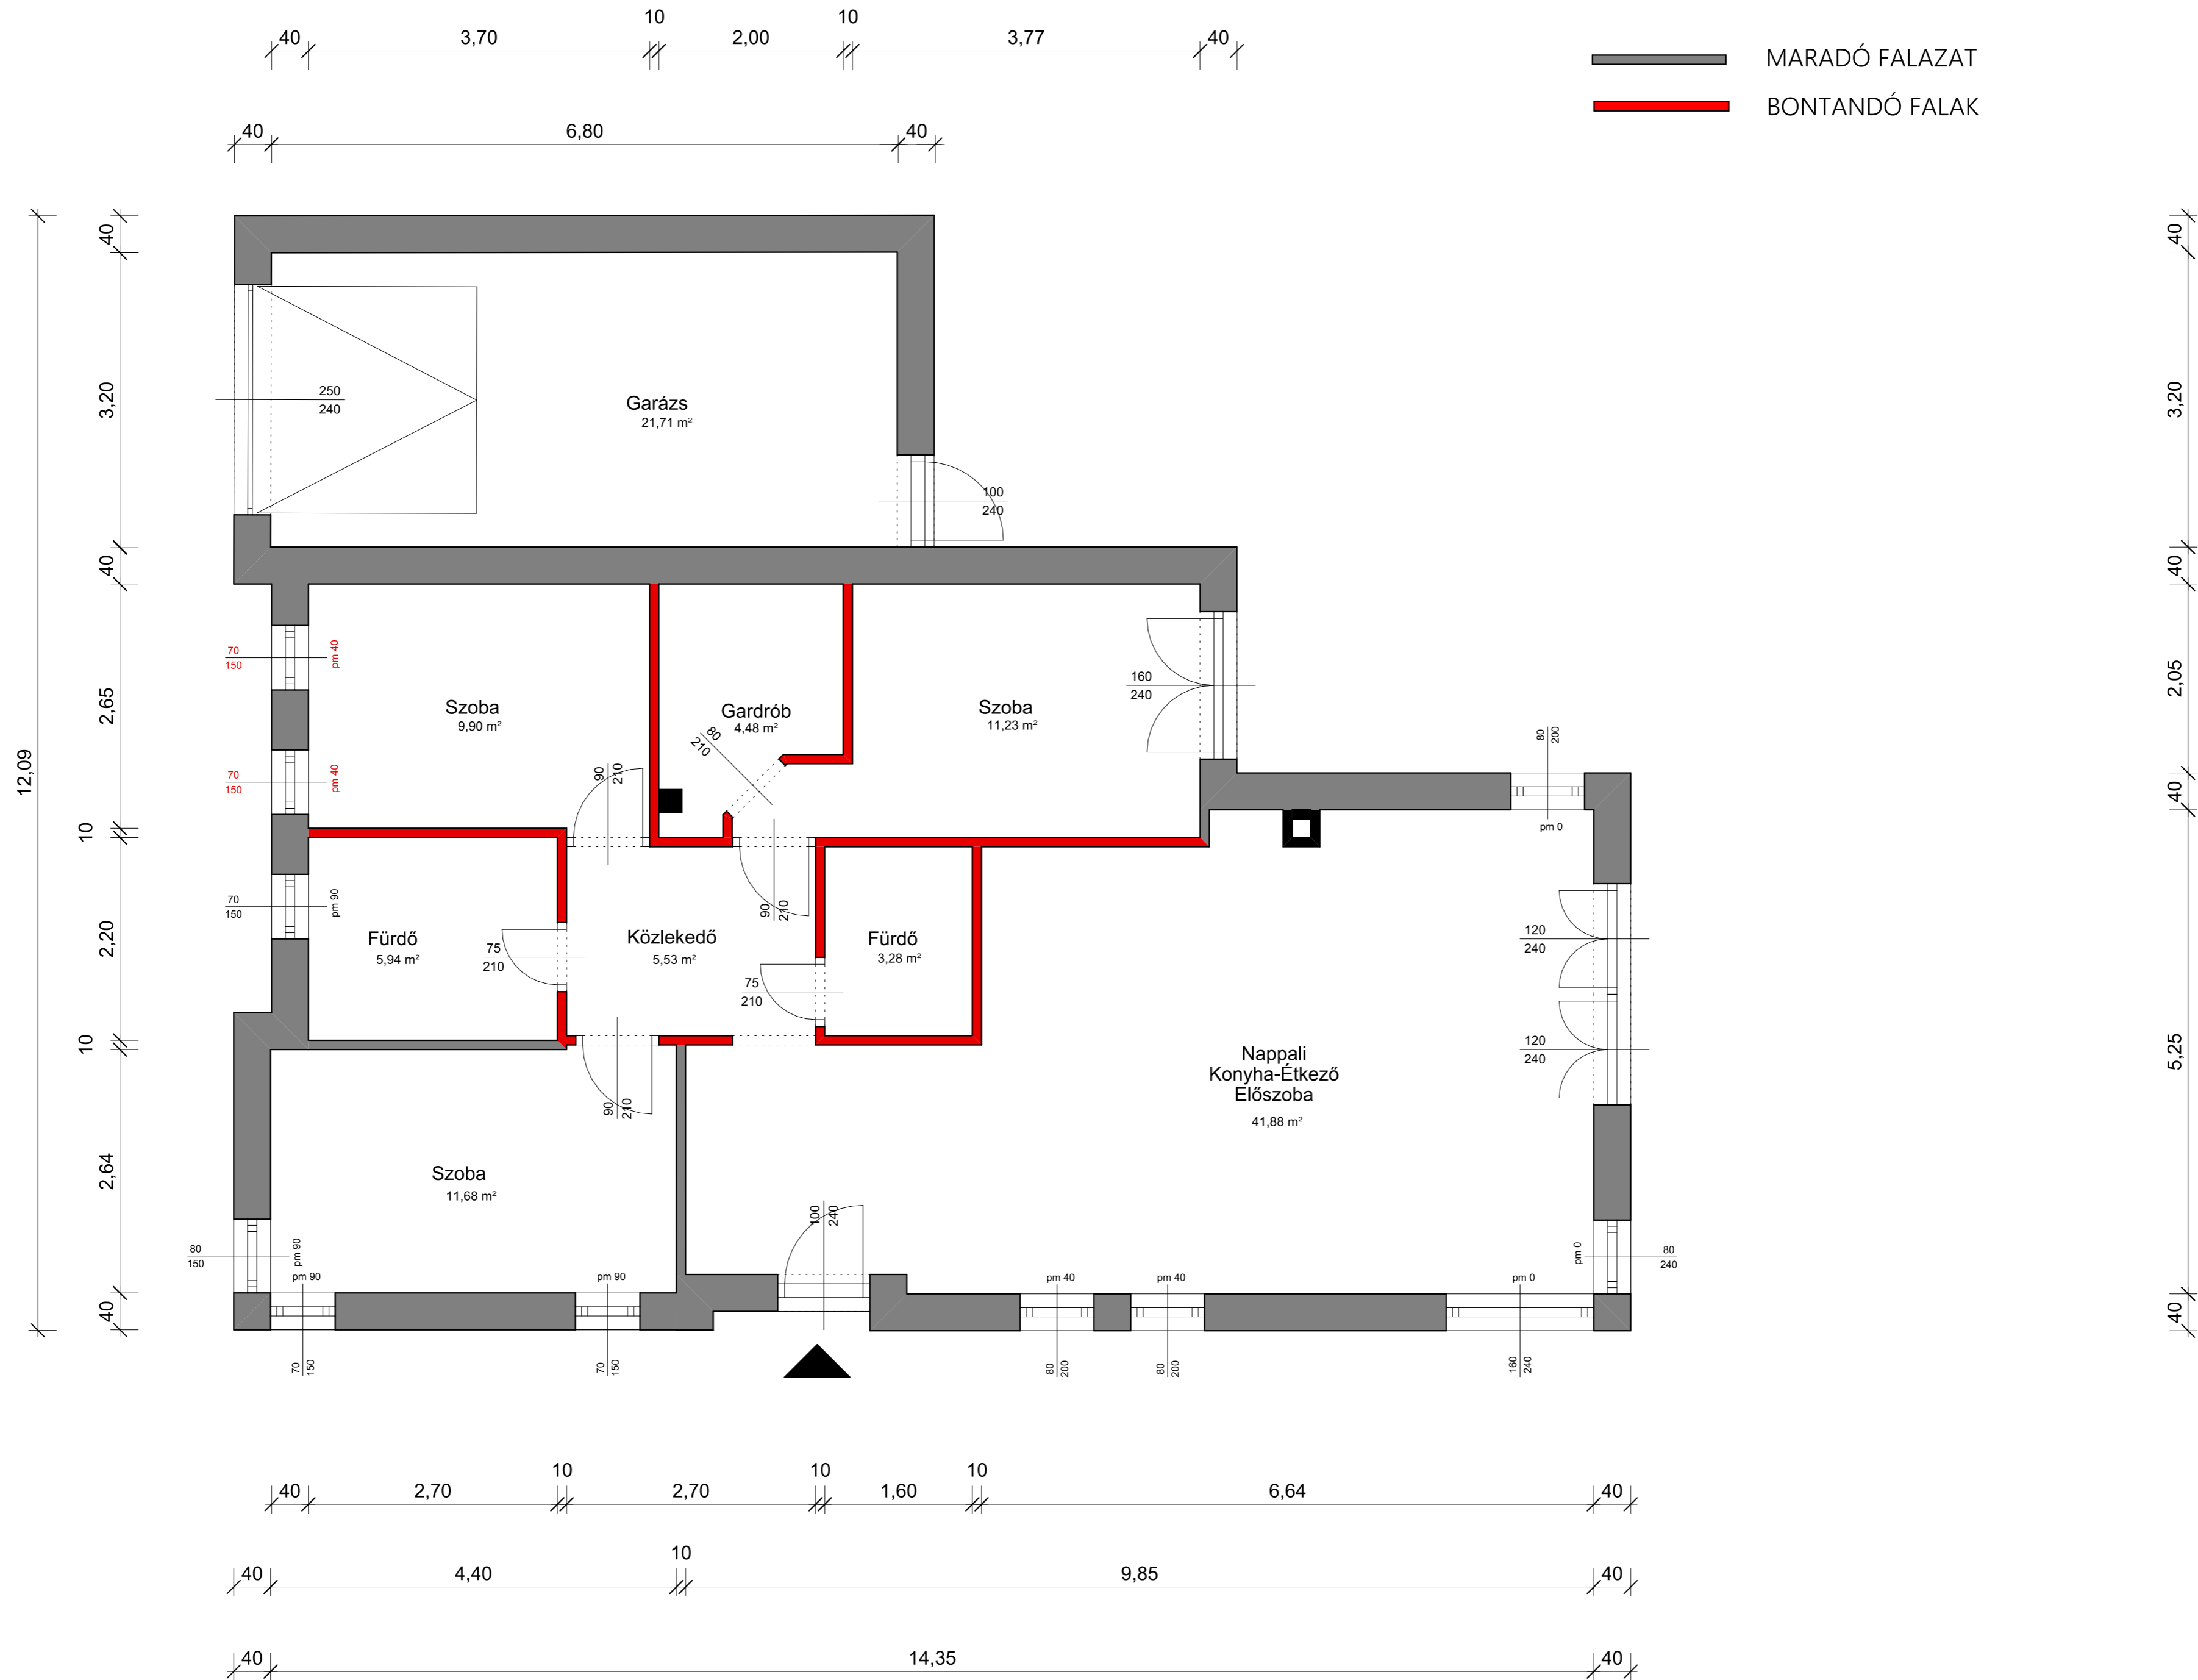 10
10
40
3,70
2,00
3,77
40
MARADÓ FALAZAT
BONTANDÓ FALAK
40
6,80
40
40
40
250
240
3,20
Garázs
21,71 m²
3,20
100
240
40
40
70
150
pm 40
2,65
Szoba
9,90 m²
Gardrób
4,48 m²
80
210
Szoba
11,23 m²
160
240
2,05
80
200
12,09
70
150
pm 40
90
210
40
pm 0
10
70
150
pm 90
90
210
2,20
Fürdő
5,94 m²
75
210
Közlekedő
5,53 m²
Fürdő
3,28 m²
120
240
75
210
10
Nappali
Konyha-Étkező
Előszoba
41,88 m²
120
240
5,25
90
210
2,64
Szoba
11,68 m²
100
240
80
150
pm 90
pm 0
80
240
pm 90
pm 90
pm 40
pm 40
pm 0
40
40
70
150
70
150
80
200
80
200
160
240
10
10
10
40
2,70
2,70
1,60
6,64
40
10
40
4,40
9,85
40
40
14,35
40